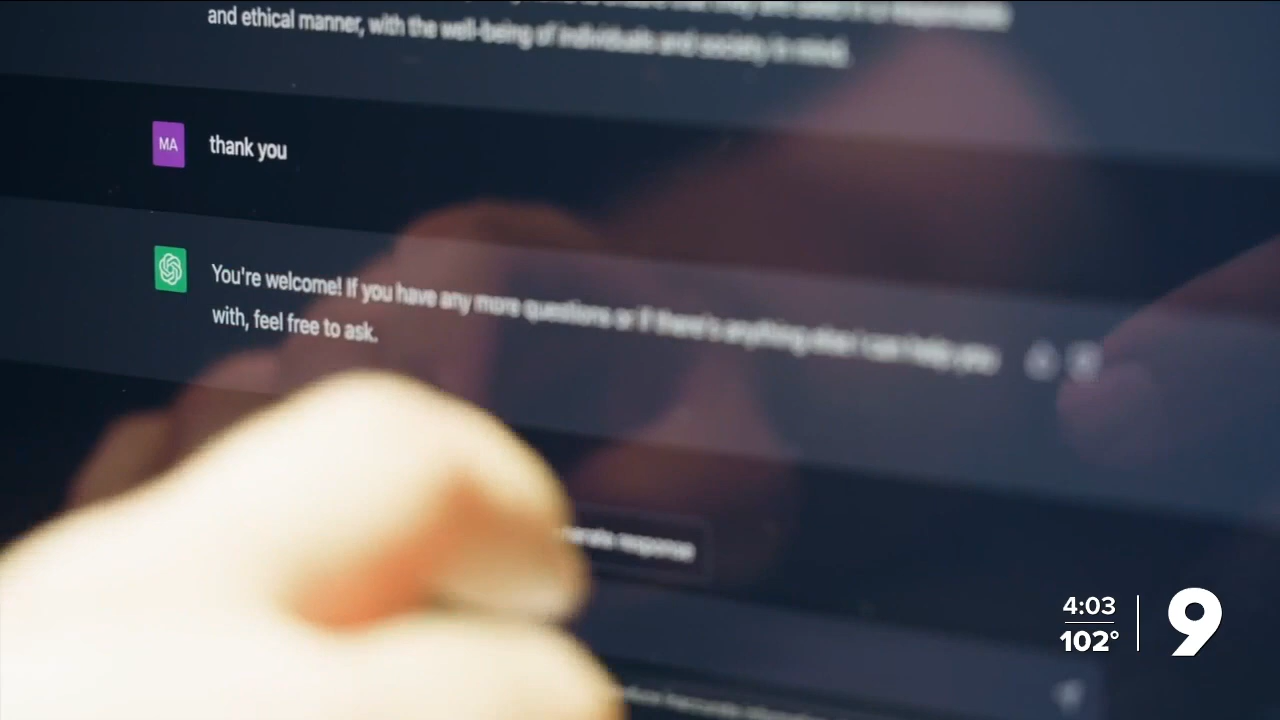 and ethical manner, with the well-being of individuals and society in mind.
MA
thank you
You're welcome! If you have any more questions or if there's anything else I can help you
with, feel free to ask.
response
4:03
102°
9